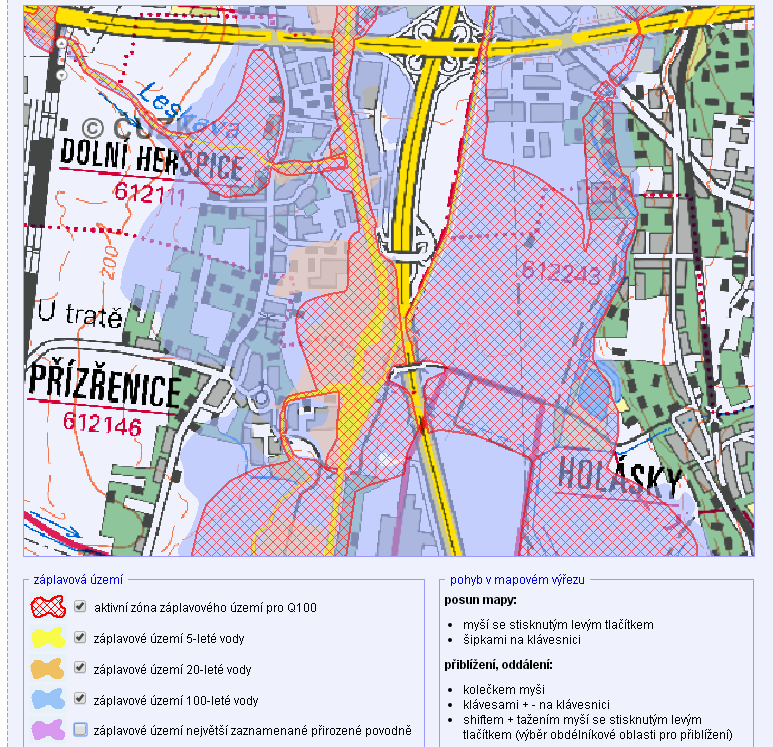 Leskava
© ČÚZK
DOLNÍ HERŠPICE
612111
200
612243
U tratě
PŘÍZŘENICE
612146
HOLÁSKY
záplavová území
aktivní zóna záplavového území pro Q100
záplavové území 5-leté vody
záplavové území 20-leté vody
záplavové území 100-leté vody
záplavové území největší zaznamenané přirozené povodně
pohyb v mapovém výřezu
posun mapy:
myší se stisknutým levým tlačítkem
šipkami na klávesnici
přiblížení, oddálení:
kolečkem myši
klávesami + - na klávesnici
shiftem + tažením myší se stisknutým levým
tlačítkem (výběr obdélníkové oblasti pro přiblížení)